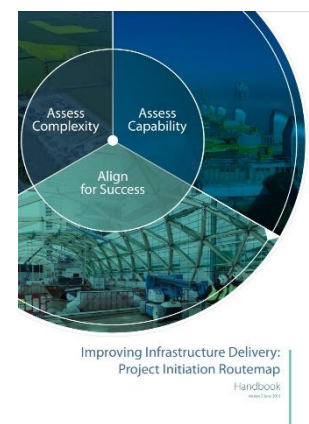 Assess
Complexity
Assess
Capability
Align
for Success
Improving Infrastructure Delivery:
Project Initiation Routemap
Handbook